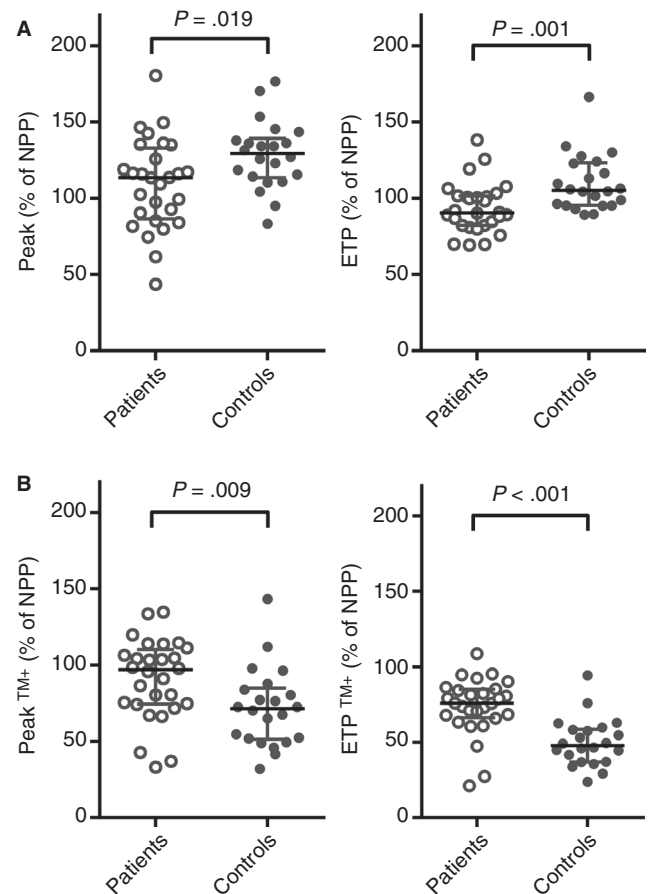 A
P = .019
Peak (% of NPP)
200
150
100
50
0
Patients
Controls
P = .001
ETP (% of NPP)
200
150
100
50
0
Patients
Controls
B
P = .009
Peak TM+ (% of NPP)
200
150
100
50
0
Patients
Controls
P < .001
ETP TM+ (% of NPP)
200
150
100
50
0
Patients
Controls